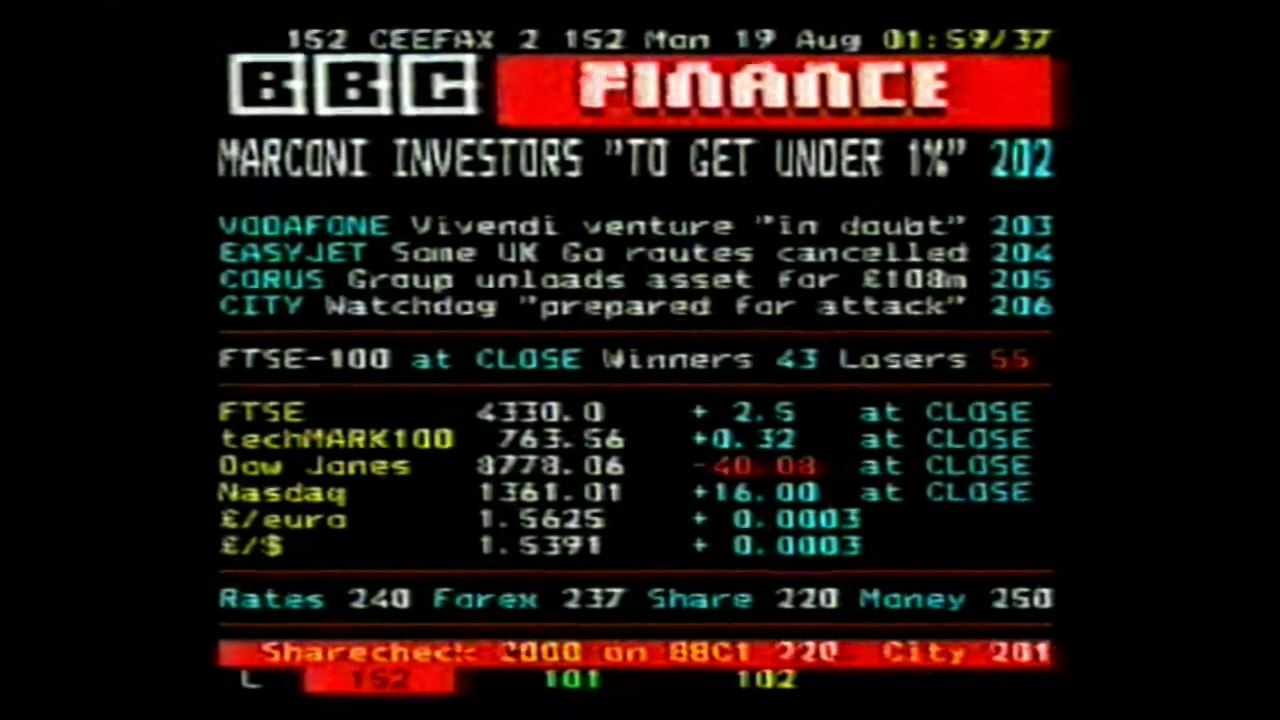 152 CEEFAX 2 152 Mon 19 Aug 01:59/37
BBC FINANCE
MARCONI INVESTORS "TO GET UNDER 1%" 202
VODAFONE Vivendi venture "in doubt" 203
EASYJET Some UK Go routes cancelled 204
CORUS Group unloads asset for £108m 205
CITY Watchdog "prepared for attack" 206
FTSE-100 at CLOSE Winners 43 Losers 55
FTSE 4330.0 + 2.5 at CLOSE
techMARK100 763.56 +0.32 at CLOSE
Dow Jones 8778.06 -40.08 at CLOSE
Nasdaq 1361.01 +16.00 at CLOSE
£/euro 1.5625 + 0.0003
£/$ 1.5391 + 0.0003
Rates 240 Forex 237 Share 220 Money 250
Sharecheck 2000 on BBC1 220 City 201
L 152 101 102